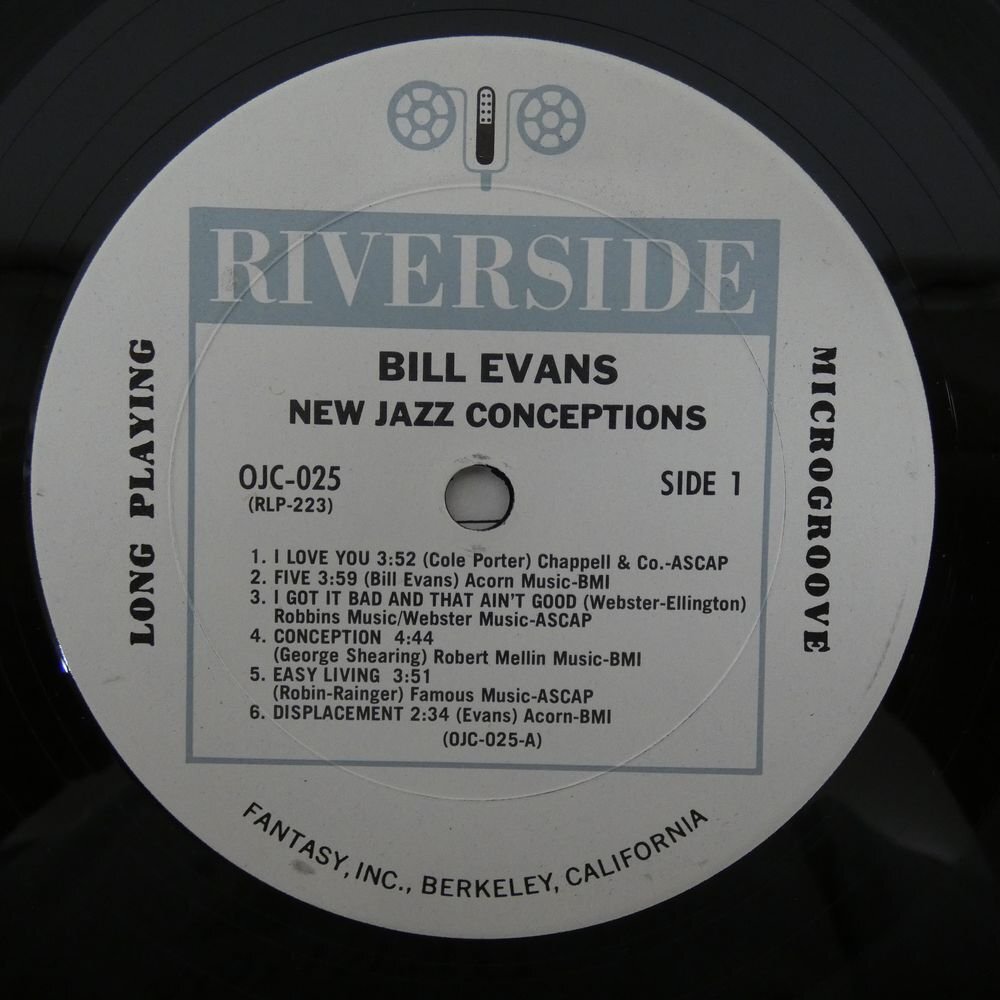 RIVERSIDE
BILL EVANS
NEW JAZZ CONCEPTIONS
OJC-025
(RLP-223)
SIDE 1
LONG PLAYING
MICROGROOVE
1. I LOVE YOU 3:52 (Cole Porter) Chappell & Co.-ASCAP
2. FIVE 3:59 (Bill Evans) Acorn Music-BMI
3. I GOT IT BAD AND THAT AIN'T GOOD (Webster-Ellington)
Robbins Music/Webster Music-ASCAP
4. CONCEPTION 4:44
(George Shearing) Robert Mellin Music-BMI
5. EASY LIVING 3:51
(Robin-Rainger) Famous Music-ASCAP
6. DISPLACEMENT 2:34 (Evans) Acorn-BMI
(OJC-025-A)
FANTASY, INC., BERKELEY, CALIFORNIA